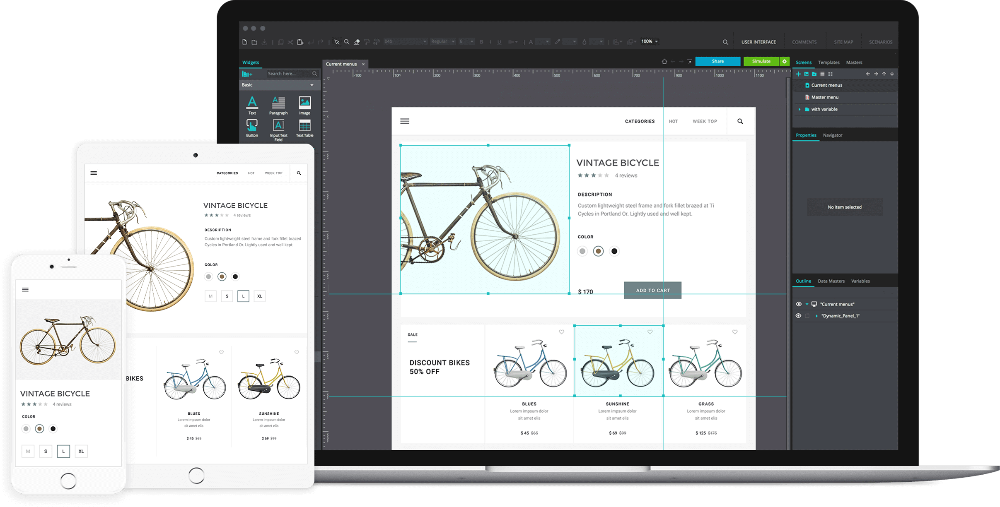 04b
Regular
6
B I U
A
100%
USER INTERFACE
COMMENTS
SITE MAP
SCENARIOS
Widgets
Search here...
Basic
Text
Paragraph
Image
Button
Input Text
Field
Text Table
Current menus ×
Share
Simulate
-100
100
200
300
400
500
600
700
900
1000
1100
CATEGORIES
HOT
WEEK TOP
VINTAGE BICYCLE
4 reviews
DESCRIPTION
Custom lightweight steel frame and fork fillet brazed at Ti
Cycles in Portland Or. Lightly used and well kept.
COLOR
$ 170
ADD TO CART
SALE
DISCOUNT BIKES
50% OFF
BLUES
Lorem impsum dolor
sit amet elis
$ 45 $65
SUNSHINE
Lorem impsum dolor
sit amet elis
$ 69 $99
GRASS
Lorem impsum dolor
sit amet elis
$ 125 $175
Screens
Templates
Masters
Current menus
Master menu
with variable
Properties
Navigator
No item selected
Outline
Data Masters
Variables
"Current menus"
"Dynamic_Panel_1"
CATEGORIES
HOT
WEEK TOP
VINTAGE BICYCLE
4 reviews
DESCRIPTION
Custom lightweight steel frame and fork fillet brazed
Cycles in Portland Or. Lightly used and well kept.
COLOR
M S L XL
BIKES
BLUES
Lorem impsum dolor
sit amet elis
$ 45 $65
SUNSHINE
Lorem impsum dolor
sit amet elis
$ 69 $99
VINTAGE BICYCLE
4 reviews
COLOR
M S L XL